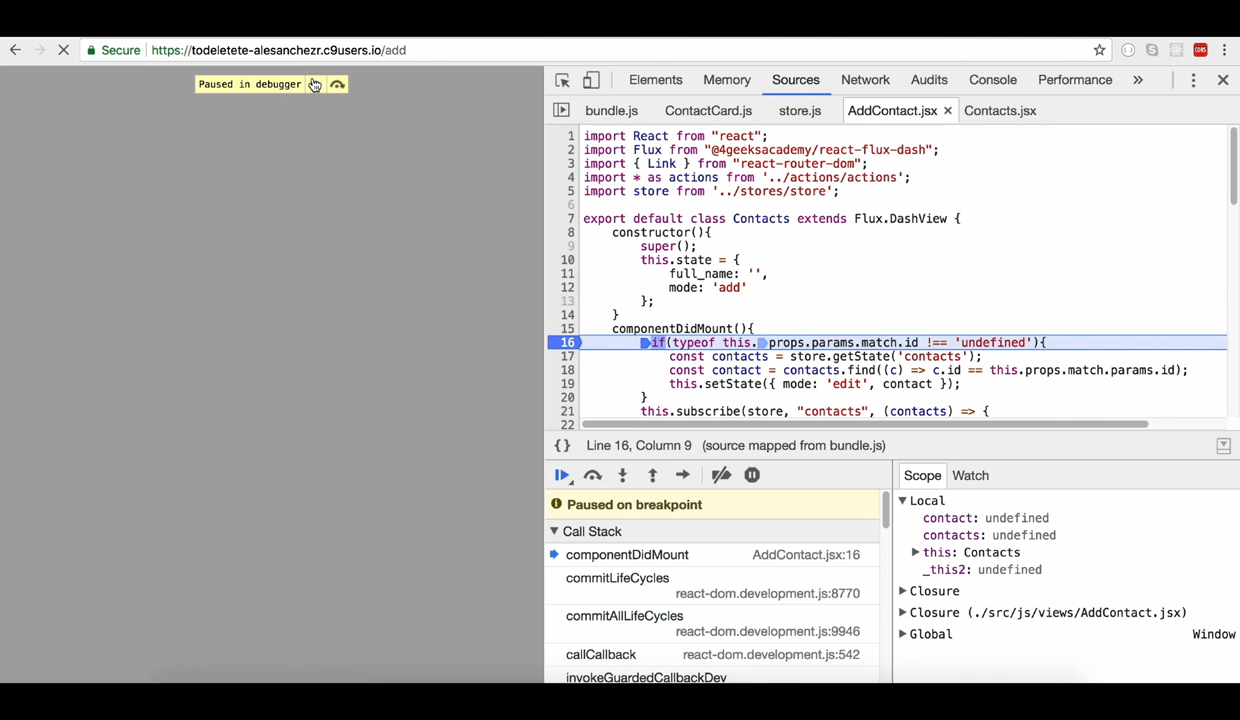 Secure https://todeletete-alesanchezr.c9users.io/add
CORS
Paused in debugger
Elements Memory Sources Network Audits Console Performance »
bundle.js ContactCard.js store.js AddContact.jsx × Contacts.jsx
1 import React from "react";
2 import Flux from "@4geeksacademy/react-flux-dash";
3 import { Link } from "react-router-dom";
4 import * as actions from '../actions/actions';
5 import store from '../stores/store';
6
7 export default class Contacts extends Flux.DashView {
8 constructor(){
9 super();
10 this.state = {
11 full_name: '',
12 mode: 'add'
13 };
14 }
15 componentDidMount(){
16 if(typeof this.props.params.match.id !== 'undefined'){
17 const contacts = store.getState('contacts');
18 const contact = contacts.find((c) => c.id == this.props.match.params.id);
19 this.setState({ mode: 'edit', contact });
20 }
21 this.subscribe(store, "contacts", (contacts) => {
22
{} Line 16, Column 9 (source mapped from bundle.js)
Paused on breakpoint
Call Stack
componentDidMount AddContact.jsx:16
commitLifeCycles
react-dom.development.js:8770
commitAllLifeCycles
react-dom.development.js:9946
callCallback react-dom.development.js:542
invokeGuardedCallbackDev
Scope Watch
Local
contact: undefined
contacts: undefined
this: Contacts
_this2: undefined
Closure
Closure (./src/js/views/AddContact.jsx)
Global Window